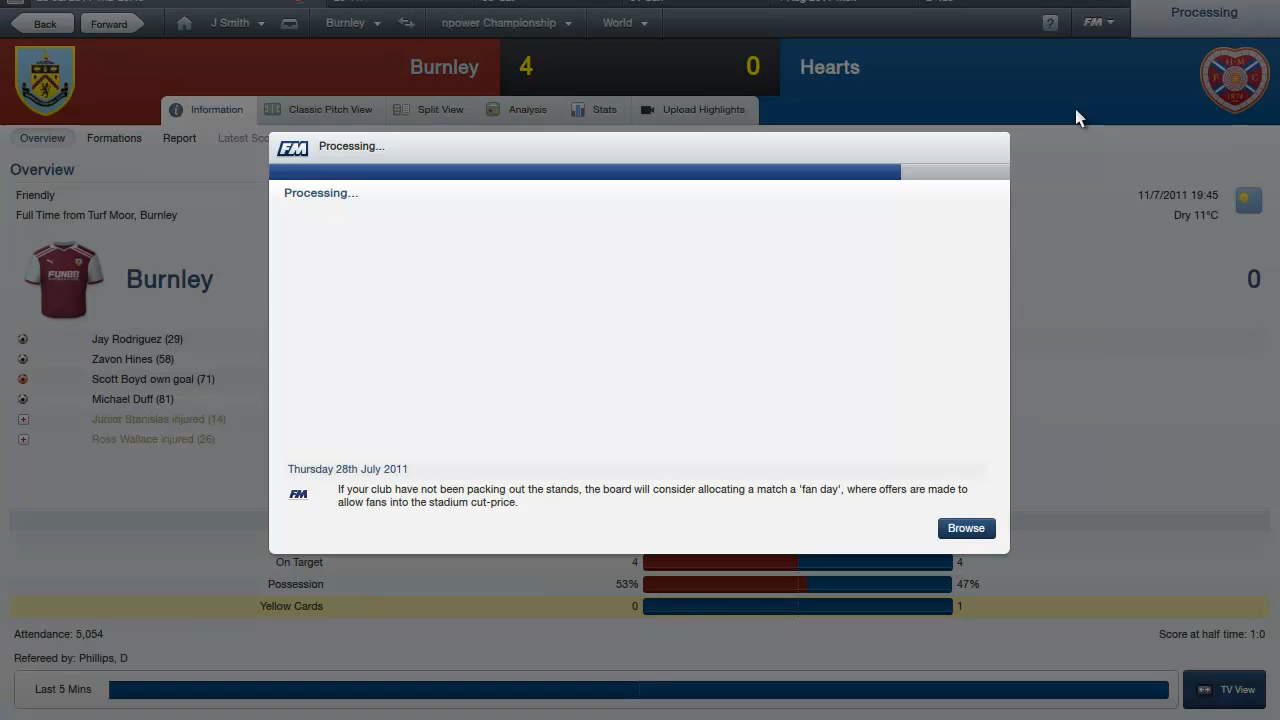 Processing
Back
Forward
J Smith
Burnley
npower Championship
World
?
FM
Burnley
4
0
Hearts
Information
Classic Pitch View
Split View
Analysis
Stats
Upload Highlights
Overview
Formations
Report
FM
Processing...
Processing...
Overview
Friendly
Full Time from Turf Moor, Burnley
11/7/2011 19:45
Dry 11°C
FUN88
Burnley
0
Jay Rodriguez (29)
Zavon Hines (58)
Scott Boyd own goal (71)
Michael Duff (81)
Junior Stanislas injured (14)
Ross Wallace injured (26)
Thursday 28th July 2011
FM
If your club have not been packing out the stands, the board will consider allocating a match a 'fan day', where offers are made to
allow fans into the stadium cut-price.
Browse
On Target
4
4
Possession
53%
47%
Yellow Cards
0
1
Attendance: 5,054
Score at half time: 1:0
Refereed by: Phillips, D
Last 5 Mins
TV View